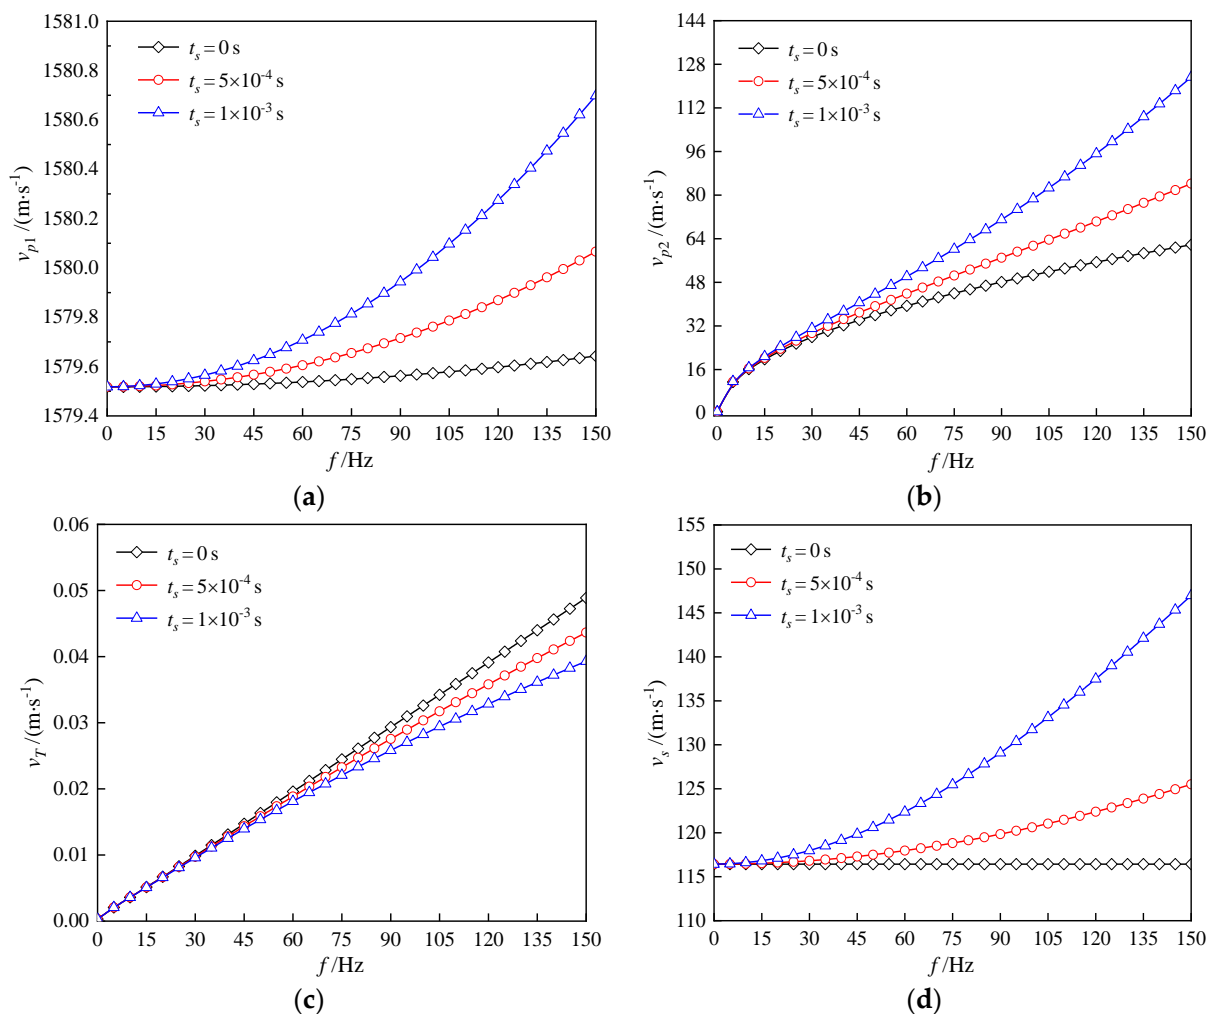 1581.0
1580.8
1580.6
1580.4
1580.2
1580.0
1579.8
1579.6
1579.4
v_{p1} /(m·s⁻¹)
t_s = 0 s
t_s = 5×10⁻⁴ s
t_s = 1×10⁻³ s
0 15 30 45 60 75 90 105 120 135 150
f /Hz
(a)
144
128
112
96
80
64
48
32
16
0
v_{p2} /(m·s⁻¹)
t_s = 0 s
t_s = 5×10⁻⁴ s
t_s = 1×10⁻³ s
0 15 30 45 60 75 90 105 120 135 150
f /Hz
(b)
0.06
0.05
0.04
0.03
0.02
0.01
0.00
v_T /(m·s⁻¹)
t_s = 0 s
t_s = 5×10⁻⁴ s
t_s = 1×10⁻³ s
0 15 30 45 60 75 90 105 120 135 150
f /Hz
(c)
155
150
145
140
135
130
125
120
115
110
v_s /(m·s⁻¹)
t_s = 0 s
t_s = 5×10⁻⁴ s
t_s = 1×10⁻³ s
0 15 30 45 60 75 90 105 120 135 150
f /Hz
(d)